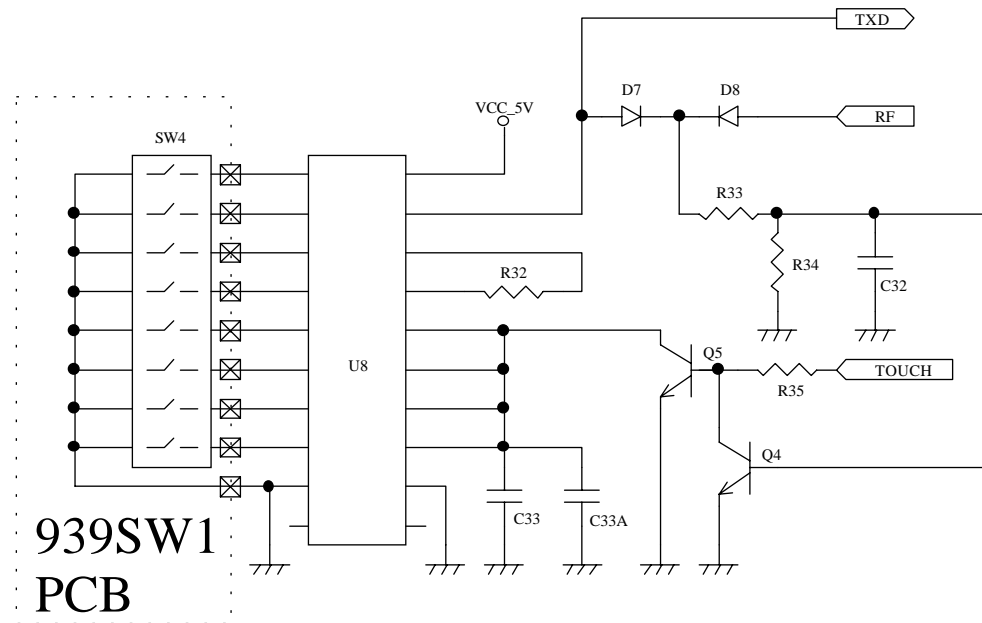 TXD
D7
D8
VCC_5V
RF
SW4
R33
R32
R34
C32
U8
Q5
TOUCH
R35
Q4
C33
C33A
939SW1
PCB